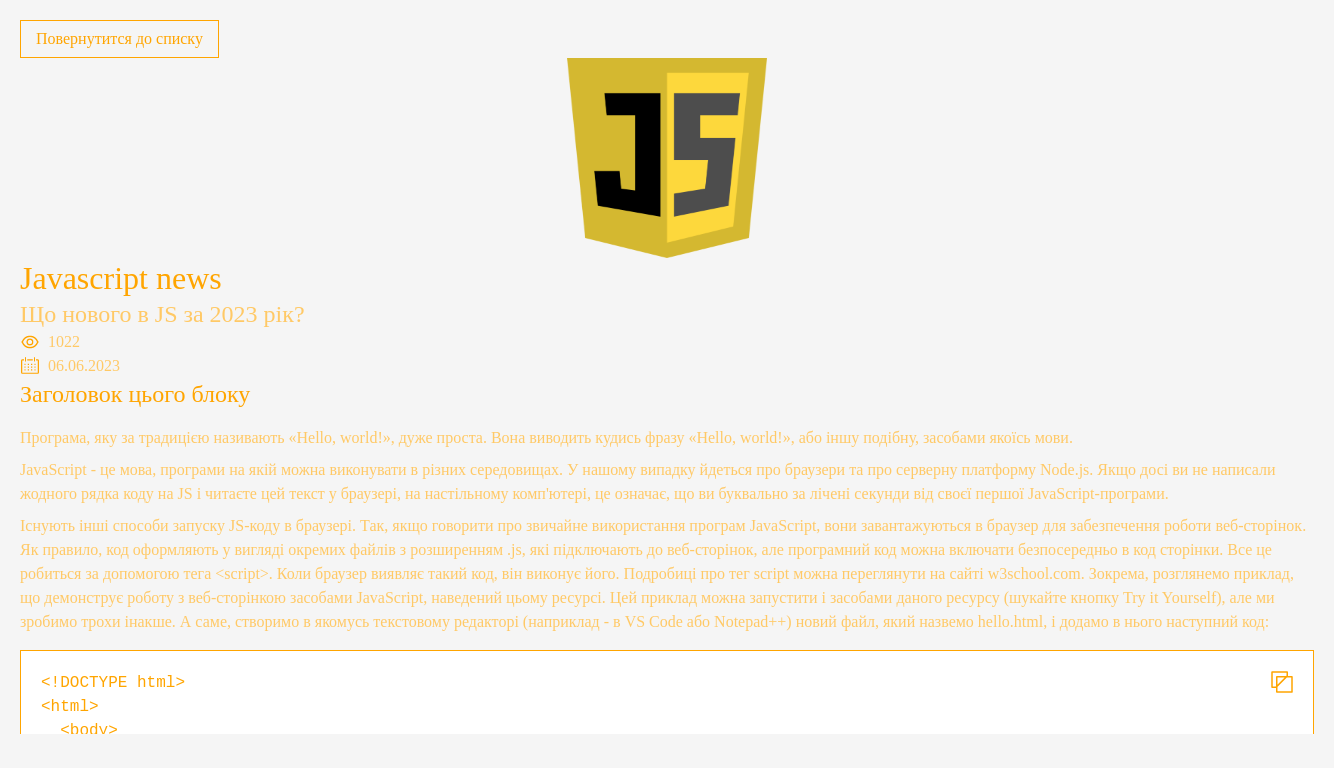 Повернутится до списку
JS
Javascript news
Що нового в JS за 2023 рік?
1022
06.06.2023
Заголовок цього блоку
Програма, яку за традицією називають «Hello, world!», дуже проста. Вона виводить кудись фразу «Hello, world!», або іншу подібну, засобами якоїсь мови.
JavaScript - це мова, програми на якій можна виконувати в різних середовищах. У нашому випадку йдеться про браузери та про серверну платформу Node.js. Якщо досі ви не написали
жодного рядка коду на JS і читаєте цей текст у браузері, на настільному комп'ютері, це означає, що ви буквально за лічені секунди від своєї першої JavaScript-програми.
Існують інші способи запуску JS-коду в браузері. Так, якщо говорити про звичайне використання програм JavaScript, вони завантажуються в браузер для забезпечення роботи веб-сторінок.
Як правило, код оформляють у вигляді окремих файлів з розширенням .js, які підключають до веб-сторінок, але програмний код можна включати безпосередньо в код сторінки. Все це
робиться за допомогою тега <script>. Коли браузер виявляє такий код, він виконує його. Подробиці про тег script можна переглянути на сайті w3school.com. Зокрема, розглянемо приклад,
що демонструє роботу з веб-сторінкою засобами JavaScript, наведений цьому ресурсі. Цей приклад можна запустити і засобами даного ресурсу (шукайте кнопку Try it Yourself), але ми
зробимо трохи інакше. А саме, створимо в якомусь текстовому редакторі (наприклад - в VS Code або Notepad++) новий файл, який назвемо hello.html, і додамо в нього наступний код:
<!DOCTYPE html>
<html>
<body>